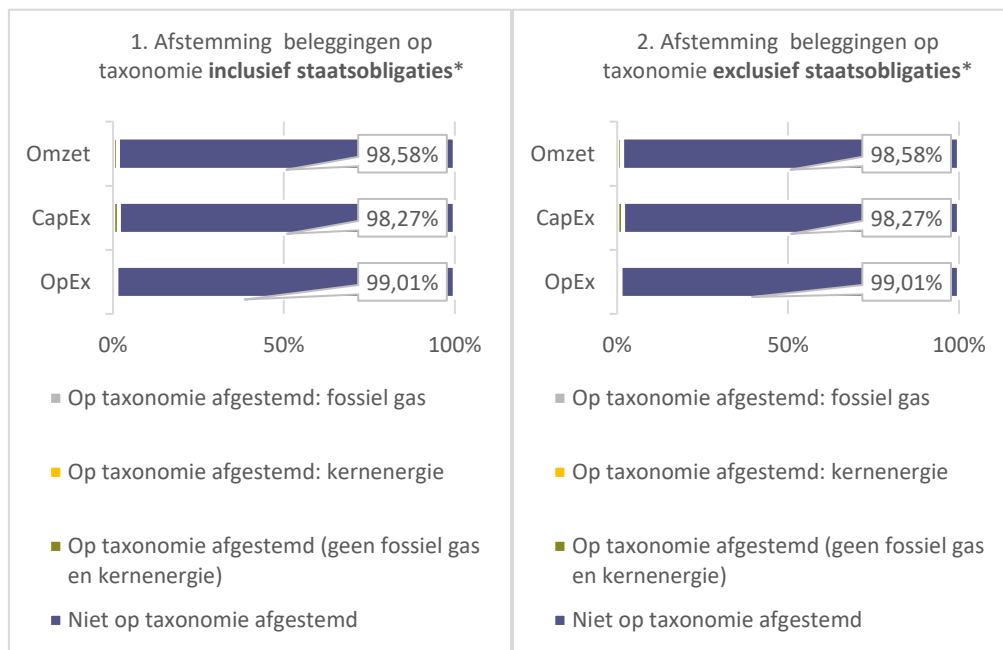 1. Afstemming beleggingen op
taxonomie inclusief staatsobligaties*
Omzet
98,58%
CapEx
98,27%
OpEx
99,01%
0%
50%
100%
Op taxonomie afgestemd: fossiel gas
Op taxonomie afgestemd: kernenergie
Op taxonomie afgestemd (geen fossiel gas
en kernenergie)
Niet op taxonomie afgestemd
2. Afstemming beleggingen op
taxonomie exclusief staatsobligaties*
Omzet
98,58%
CapEx
98,27%
OpEx
99,01%
0%
50%
100%
Op taxonomie afgestemd: fossiel gas
Op taxonomie afgestemd: kernenergie
Op taxonomie afgestemd (geen fossiel gas
en kernenergie)
Niet op taxonomie afgestemd